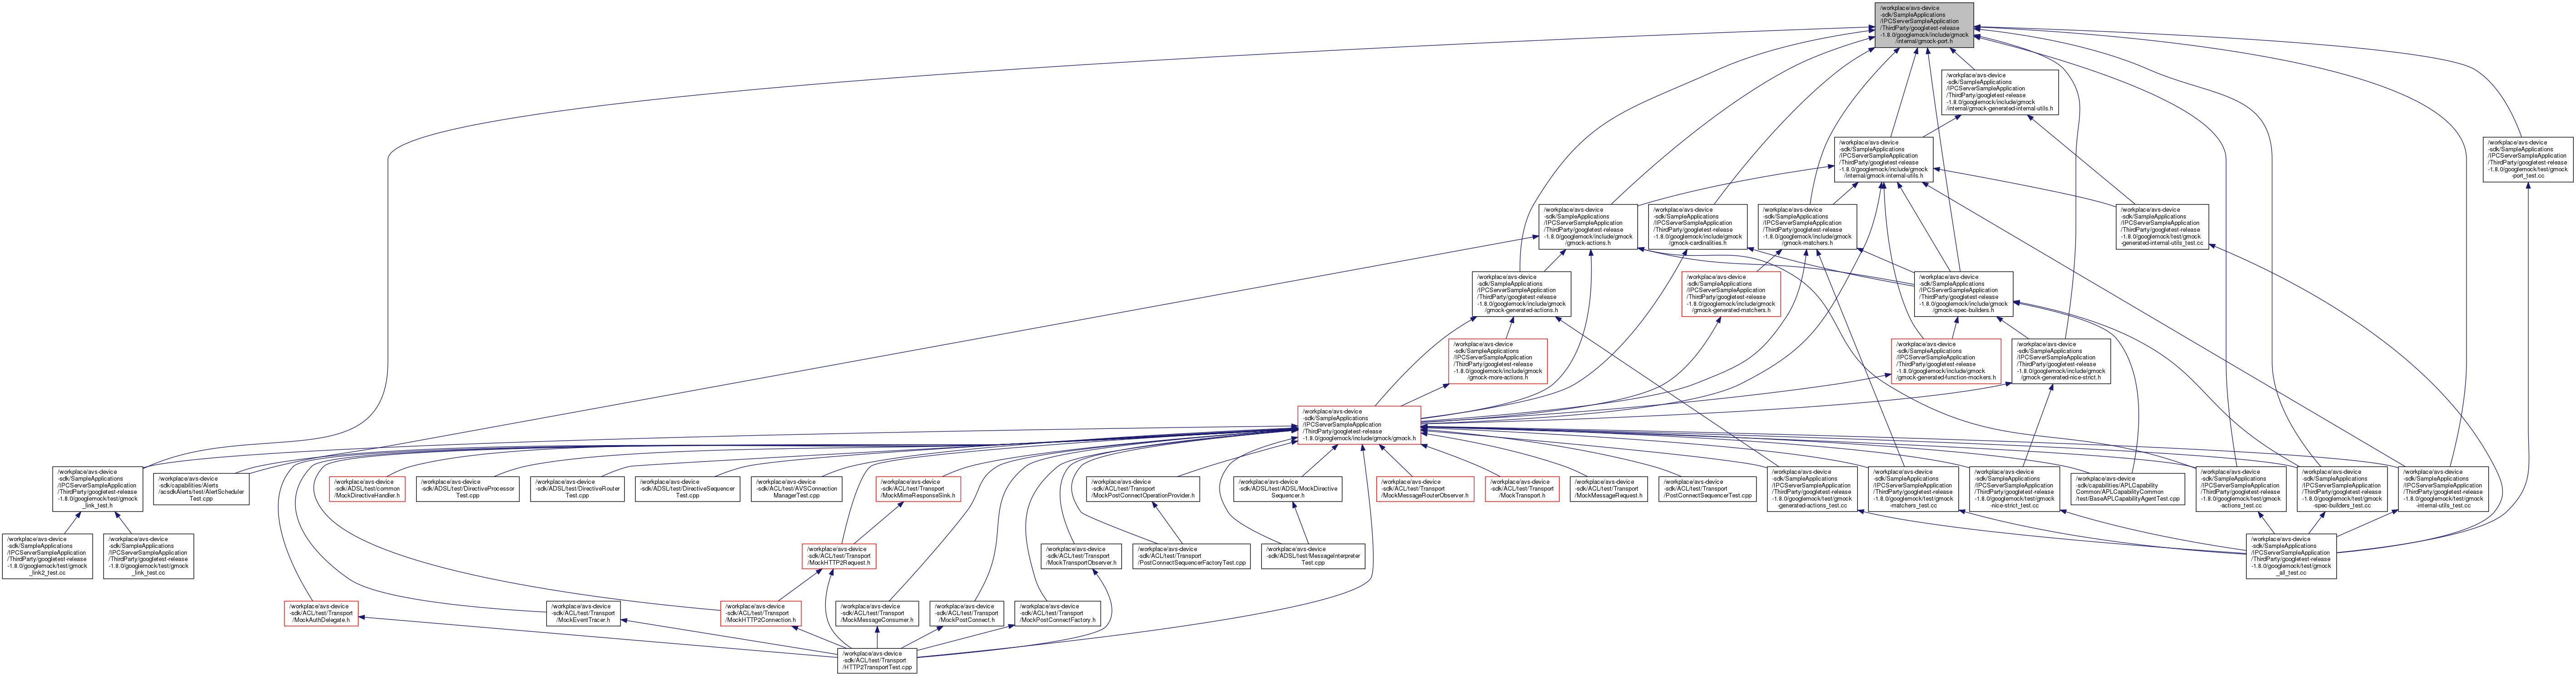 /workplace/avs-device
-sdk/SampleApplications
/IPCServerSampleApplication
/ThirdParty/googletest-release
-1.8.0/googlemock/include/gmock
/internal/gmock-port.h
/workplace/avs-device
-sdk/SampleApplications
/IPCServerSampleApplication
/ThirdParty/googletest-release
-1.8.0/googlemock/include/gmock
/internal/gmock-generated-internal-utils.h
/workplace/avs-device
-sdk/SampleApplications
/IPCServerSampleApplication
/ThirdParty/googletest-release
-1.8.0/googlemock/include/gmock
/internal/gmock-internal-utils.h
/workplace/avs-device
-sdk/SampleApplications
/IPCServerSampleApplication
/ThirdParty/googletest-release
-1.8.0/googlemock/test/gmock
-port_test.cc
/workplace/avs-device
-sdk/SampleApplications
/IPCServerSampleApplication
/ThirdParty/googletest-release
-1.8.0/googlemock/include/gmock
/gmock-actions.h
/workplace/avs-device
-sdk/SampleApplications
/IPCServerSampleApplication
/ThirdParty/googletest-release
-1.8.0/googlemock/include/gmock
/gmock-cardinalities.h
/workplace/avs-device
-sdk/SampleApplications
/IPCServerSampleApplication
/ThirdParty/googletest-release
-1.8.0/googlemock/include/gmock
/gmock-matchers.h
/workplace/avs-device
-sdk/SampleApplications
/IPCServerSampleApplication
/ThirdParty/googletest-release
-1.8.0/googlemock/test/gmock
-generated-internal-utils_test.cc
/workplace/avs-device
-sdk/SampleApplications
/IPCServerSampleApplication
/ThirdParty/googletest-release
-1.8.0/googlemock/include/gmock
/gmock-generated-actions.h
/workplace/avs-device
-sdk/SampleApplications
/IPCServerSampleApplication
/ThirdParty/googletest-release
-1.8.0/googlemock/include/gmock
/gmock-generated-matchers.h
/workplace/avs-device
-sdk/SampleApplications
/IPCServerSampleApplication
/ThirdParty/googletest-release
-1.8.0/googlemock/include/gmock
/gmock-spec-builders.h
/workplace/avs-device
-sdk/SampleApplications
/IPCServerSampleApplication
/ThirdParty/googletest-release
-1.8.0/googlemock/include/gmock
/gmock-more-actions.h
/workplace/avs-device
-sdk/SampleApplications
/IPCServerSampleApplication
/ThirdParty/googletest-release
-1.8.0/googlemock/include/gmock
/gmock-generated-function-mockers.h
/workplace/avs-device
-sdk/SampleApplications
/IPCServerSampleApplication
/ThirdParty/googletest-release
-1.8.0/googlemock/include/gmock
/gmock-generated-nice-strict.h
/workplace/avs-device
-sdk/SampleApplications
/IPCServerSampleApplication
/ThirdParty/googletest-release
-1.8.0/googlemock/include/gmock/gmock.h
/workplace/avs-device
-sdk/SampleApplications
/IPCServerSampleApplication
/ThirdParty/googletest-release
-1.8.0/googlemock/test/gmock
_link_test.h
/workplace/avs-device
-sdk/capabilities/Alerts
/acsdkAlerts/test/AlertScheduler
Test.cpp
/workplace/avs-device
-sdk/ADSL/test/common
/MockDirectiveHandler.h
/workplace/avs-device
-sdk/ADSL/test/DirectiveProcessor
Test.cpp
/workplace/avs-device
-sdk/ADSL/test/DirectiveRouter
Test.cpp
/workplace/avs-device
-sdk/ADSL/test/DirectiveSequencer
Test.cpp
/workplace/avs-device
-sdk/ACL/test/AVSConnection
ManagerTest.cpp
/workplace/avs-device
-sdk/ACL/test/Transport
/MockMimeResponseSink.h
/workplace/avs-device
-sdk/ACL/test/Transport
/MockPostConnectOperationProvider.h
/workplace/avs-device
-sdk/ADSL/test/ADSL/MockDirective
Sequencer.h
/workplace/avs-device
-sdk/ACL/test/Transport
/MockMessageRouterObserver.h
/workplace/avs-device
-sdk/ACL/test/Transport
/MockTransport.h
/workplace/avs-device
-sdk/ACL/test/Transport
/MockMessageRequest.h
/workplace/avs-device
-sdk/ACL/test/Transport
/PostConnectSequencerTest.cpp
/workplace/avs-device
-sdk/SampleApplications
/IPCServerSampleApplication
/ThirdParty/googletest-release
-1.8.0/googlemock/test/gmock
-generated-actions_test.cc
/workplace/avs-device
-sdk/SampleApplications
/IPCServerSampleApplication
/ThirdParty/googletest-release
-1.8.0/googlemock/test/gmock
-matchers_test.cc
/workplace/avs-device
-sdk/SampleApplications
/IPCServerSampleApplication
/ThirdParty/googletest-release
-1.8.0/googlemock/test/gmock
-nice-strict_test.cc
/workplace/avs-device
-sdk/capabilities/APLCapability
Common/APLCapabilityCommon
/test/BaseAPLCapabilityAgentTest.cpp
/workplace/avs-device
-sdk/SampleApplications
/IPCServerSampleApplication
/ThirdParty/googletest-release
-1.8.0/googlemock/test/gmock
-actions_test.cc
/workplace/avs-device
-sdk/SampleApplications
/IPCServerSampleApplication
/ThirdParty/googletest-release
-1.8.0/googlemock/test/gmock
-spec-builders_test.cc
/workplace/avs-device
-sdk/SampleApplications
/IPCServerSampleApplication
/ThirdParty/googletest-release
-1.8.0/googlemock/test/gmock
-internal-utils_test.cc
/workplace/avs-device
-sdk/SampleApplications
/IPCServerSampleApplication
/ThirdParty/googletest-release
-1.8.0/googlemock/test/gmock
_link2_test.cc
/workplace/avs-device
-sdk/SampleApplications
/IPCServerSampleApplication
/ThirdParty/googletest-release
-1.8.0/googlemock/test/gmock
_link_test.cc
/workplace/avs-device
-sdk/ACL/test/Transport
/MockHTTP2Request.h
/workplace/avs-device
-sdk/ACL/test/Transport
/MockTransportObserver.h
/workplace/avs-device
-sdk/ACL/test/Transport
/PostConnectSequencerFactoryTest.cpp
/workplace/avs-device
-sdk/ADSL/test/MessageInterpreter
Test.cpp
/workplace/avs-device
-sdk/SampleApplications
/IPCServerSampleApplication
/ThirdParty/googletest-release
-1.8.0/googlemock/test/gmock
_all_test.cc
/workplace/avs-device
-sdk/ACL/test/Transport
/MockAuthDelegate.h
/workplace/avs-device
-sdk/ACL/test/Transport
/MockEventTracer.h
/workplace/avs-device
-sdk/ACL/test/Transport
/MockHTTP2Connection.h
/workplace/avs-device
-sdk/ACL/test/Transport
/MockMessageConsumer.h
/workplace/avs-device
-sdk/ACL/test/Transport
/MockPostConnect.h
/workplace/avs-device
-sdk/ACL/test/Transport
/MockPostConnectFactory.h
/workplace/avs-device
-sdk/ACL/test/Transport
/HTTP2TransportTest.cpp